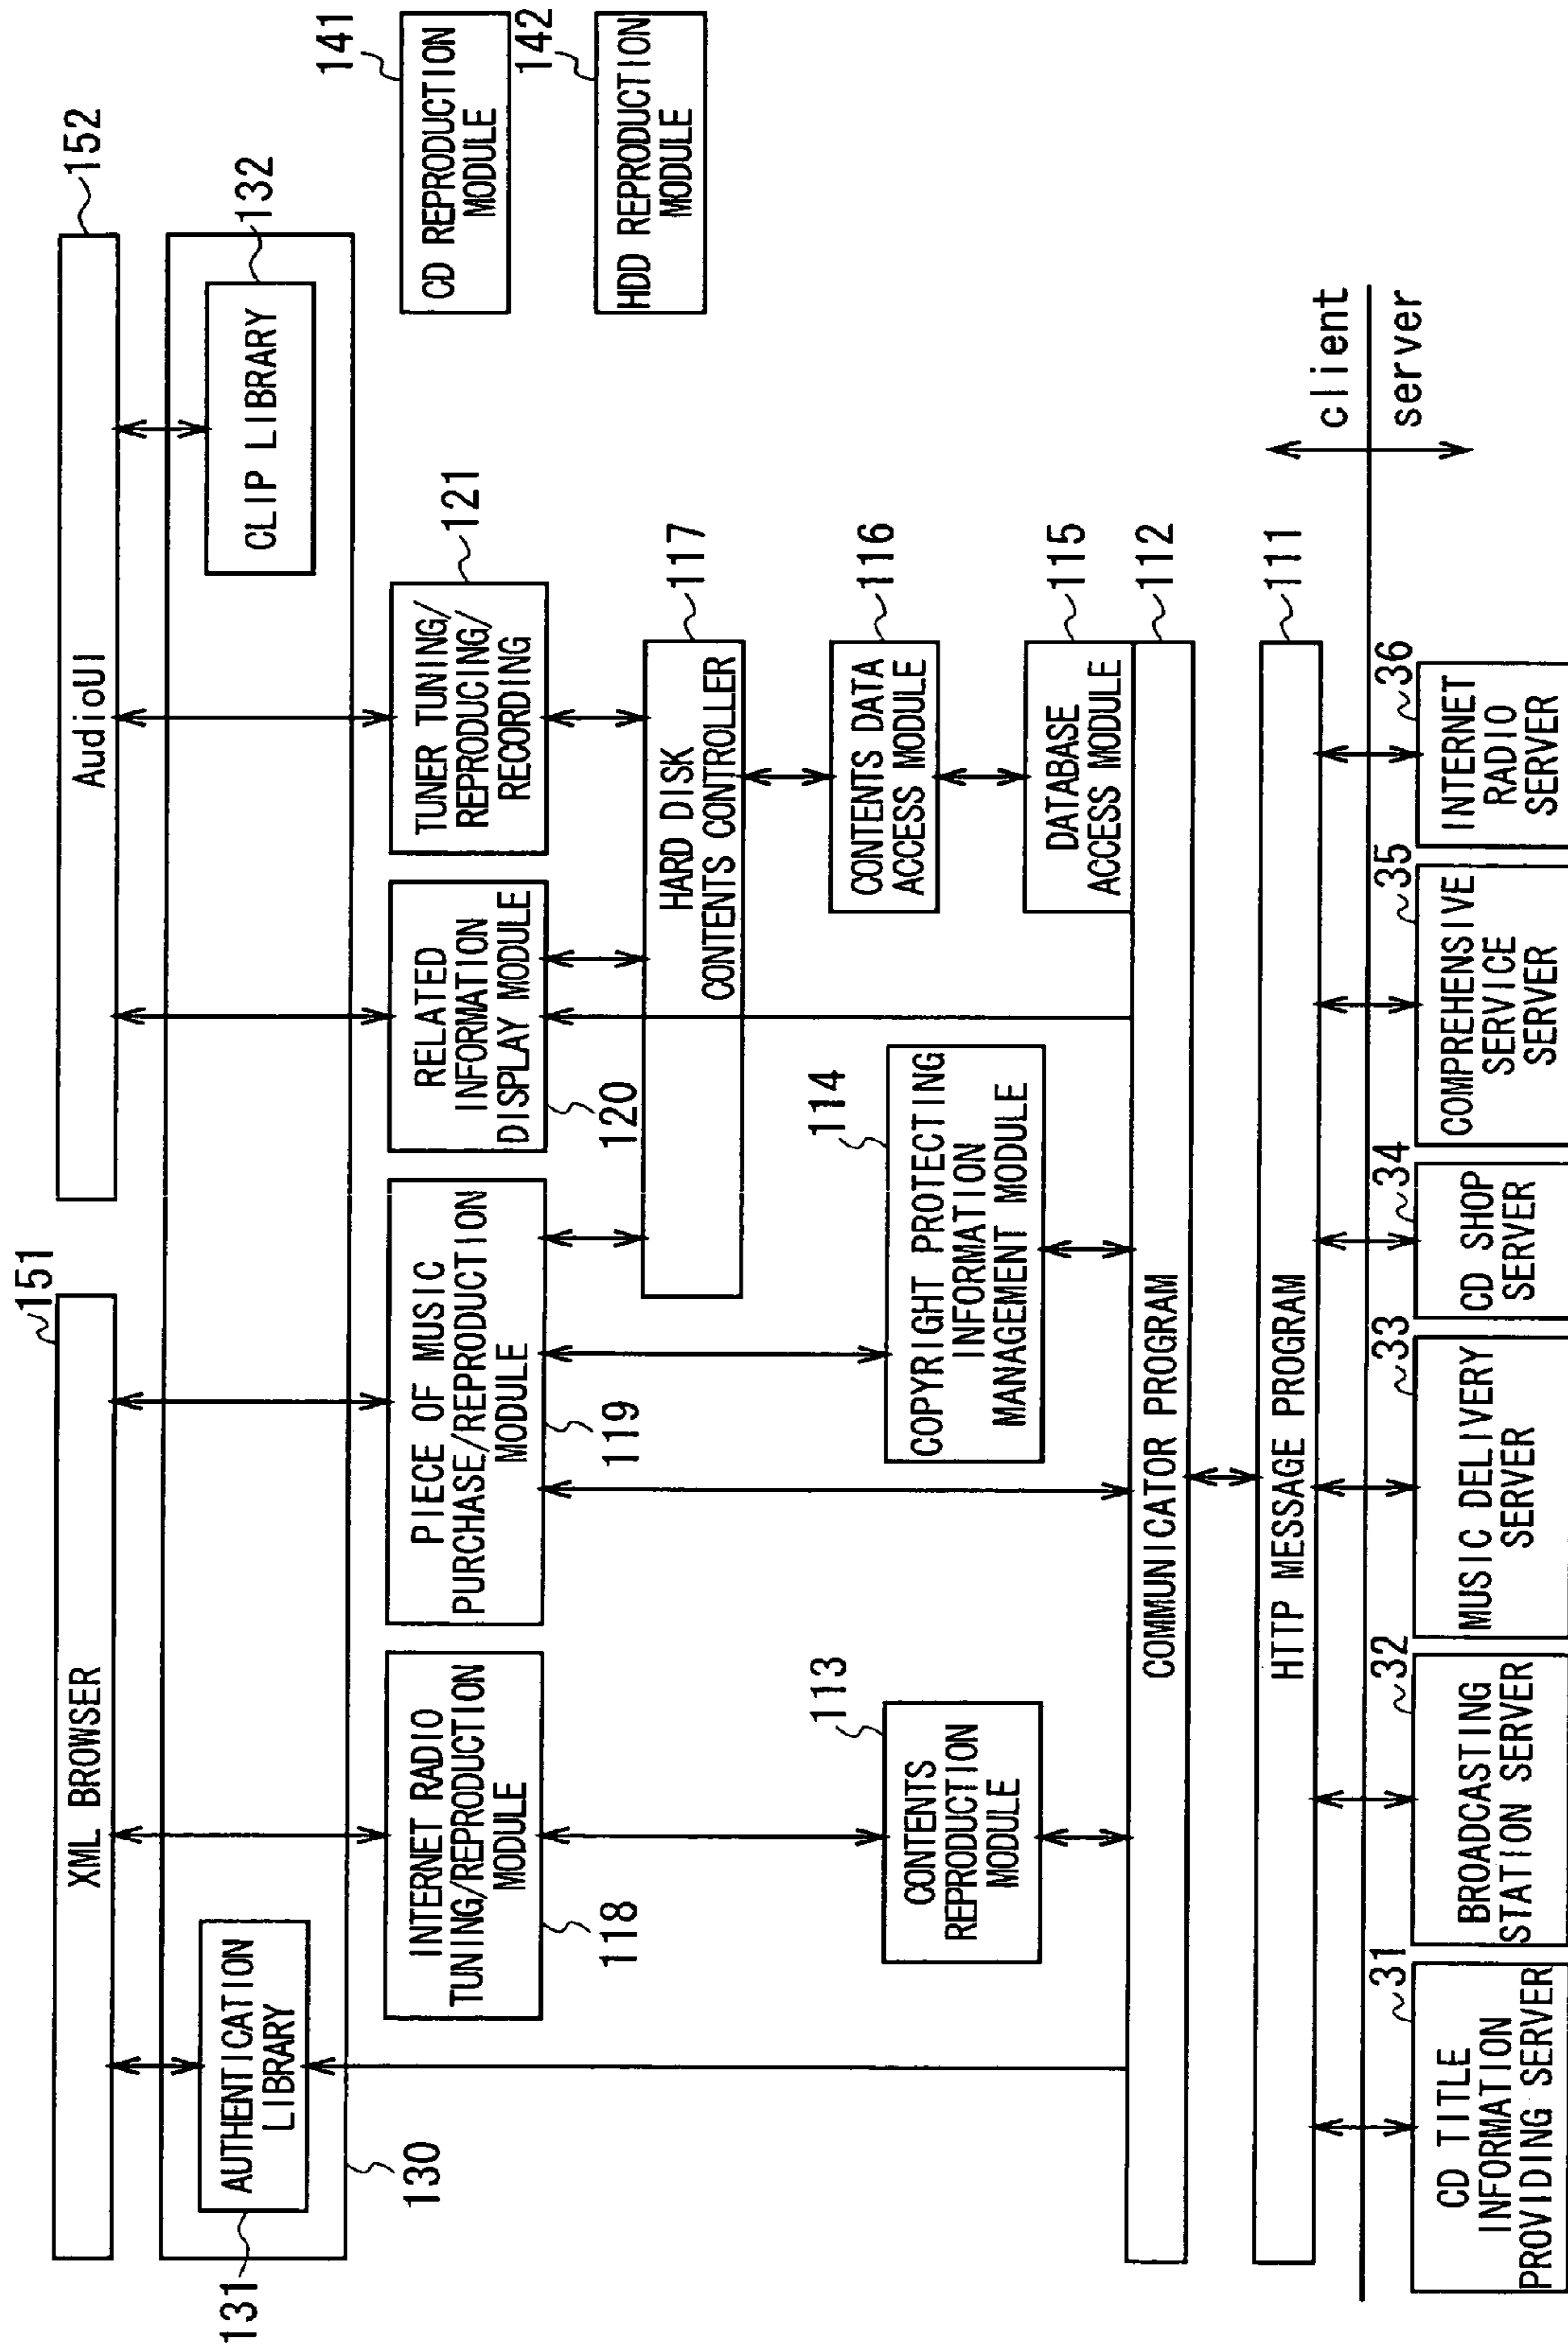 151
XML BROWSER
152
AudioUI
131
AUTHENTICATION
LIBRARY
130
132
CLIP LIBRARY
INTERNET RADIO
TUNING/REPRODUCTION
MODULE
118
PIECE OF MUSIC
PURCHASE/REPRODUCTION
MODULE
119
RELATED
INFORMATION
DISPLAY MODULE
120
TUNER TUNING/
REPRODUCING/
RECORDING
121
141
CD REPRODUCTION
MODULE
142
HDD REPRODUCTION
MODULE
HARD DISK
CONTENTS CONTROLLER
117
113
CONTENTS
REPRODUCTION
MODULE
114
COPYRIGHT PROTECTING
INFORMATION
MANAGEMENT MODULE
CONTENTS DATA
ACCESS MODULE
116
DATABASE
ACCESS MODULE
115
COMMUNICATOR PROGRAM
112
HTTP MESSAGE PROGRAM
111
client
server
31
CD TITLE
INFORMATION
PROVIDING SERVER
32
BROADCASTING
STATION SERVER
33
MUSIC DELIVERY
SERVER
34
CD SHOP
SERVER
35
COMPREHENSIVE
SERVICE
SERVER
36
INTERNET
RADIO
SERVER